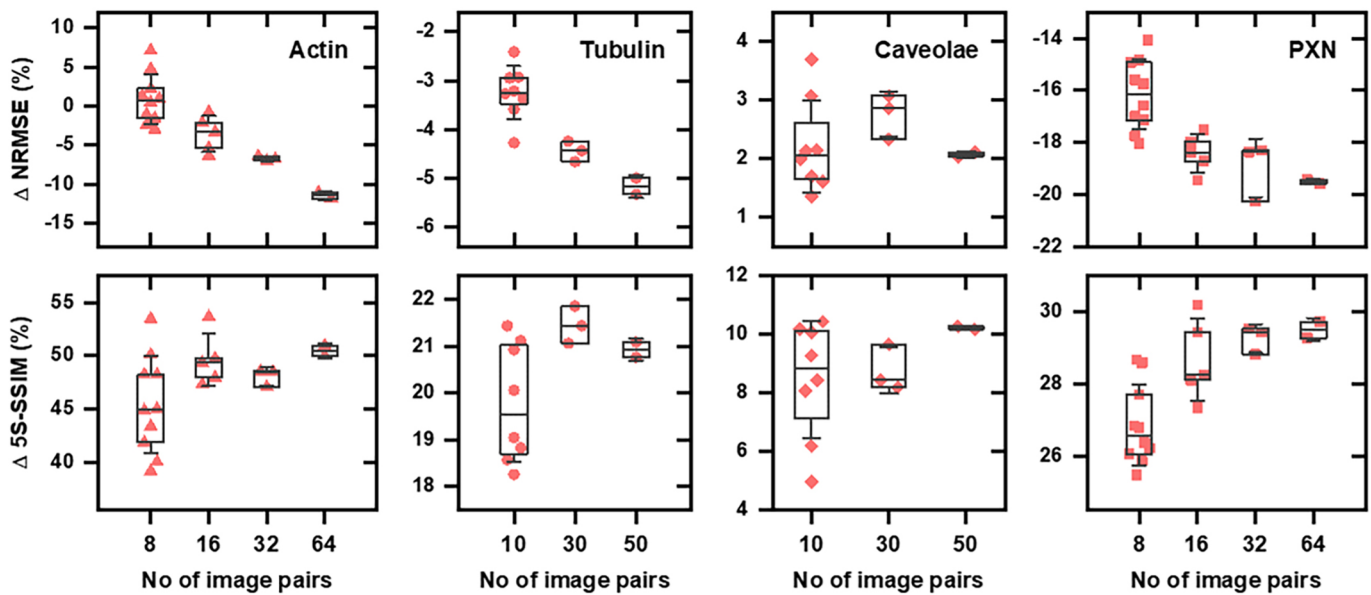 Δ NRMSE (%)
10
5
0
-5
-10
-15
Actin
-2
-3
-4
-5
-6
Tubulin
4
3
2
1
Caveolae
-14
-16
-18
-20
-22
PXN
Δ 5S-SSIM (%)
55
50
45
40
22
21
20
19
18
12
10
8
6
4
30
28
26
8 16 32 64
10 30 50
10 30 50
8 16 32 64
No of image pairs
No of image pairs
No of image pairs
No of image pairs